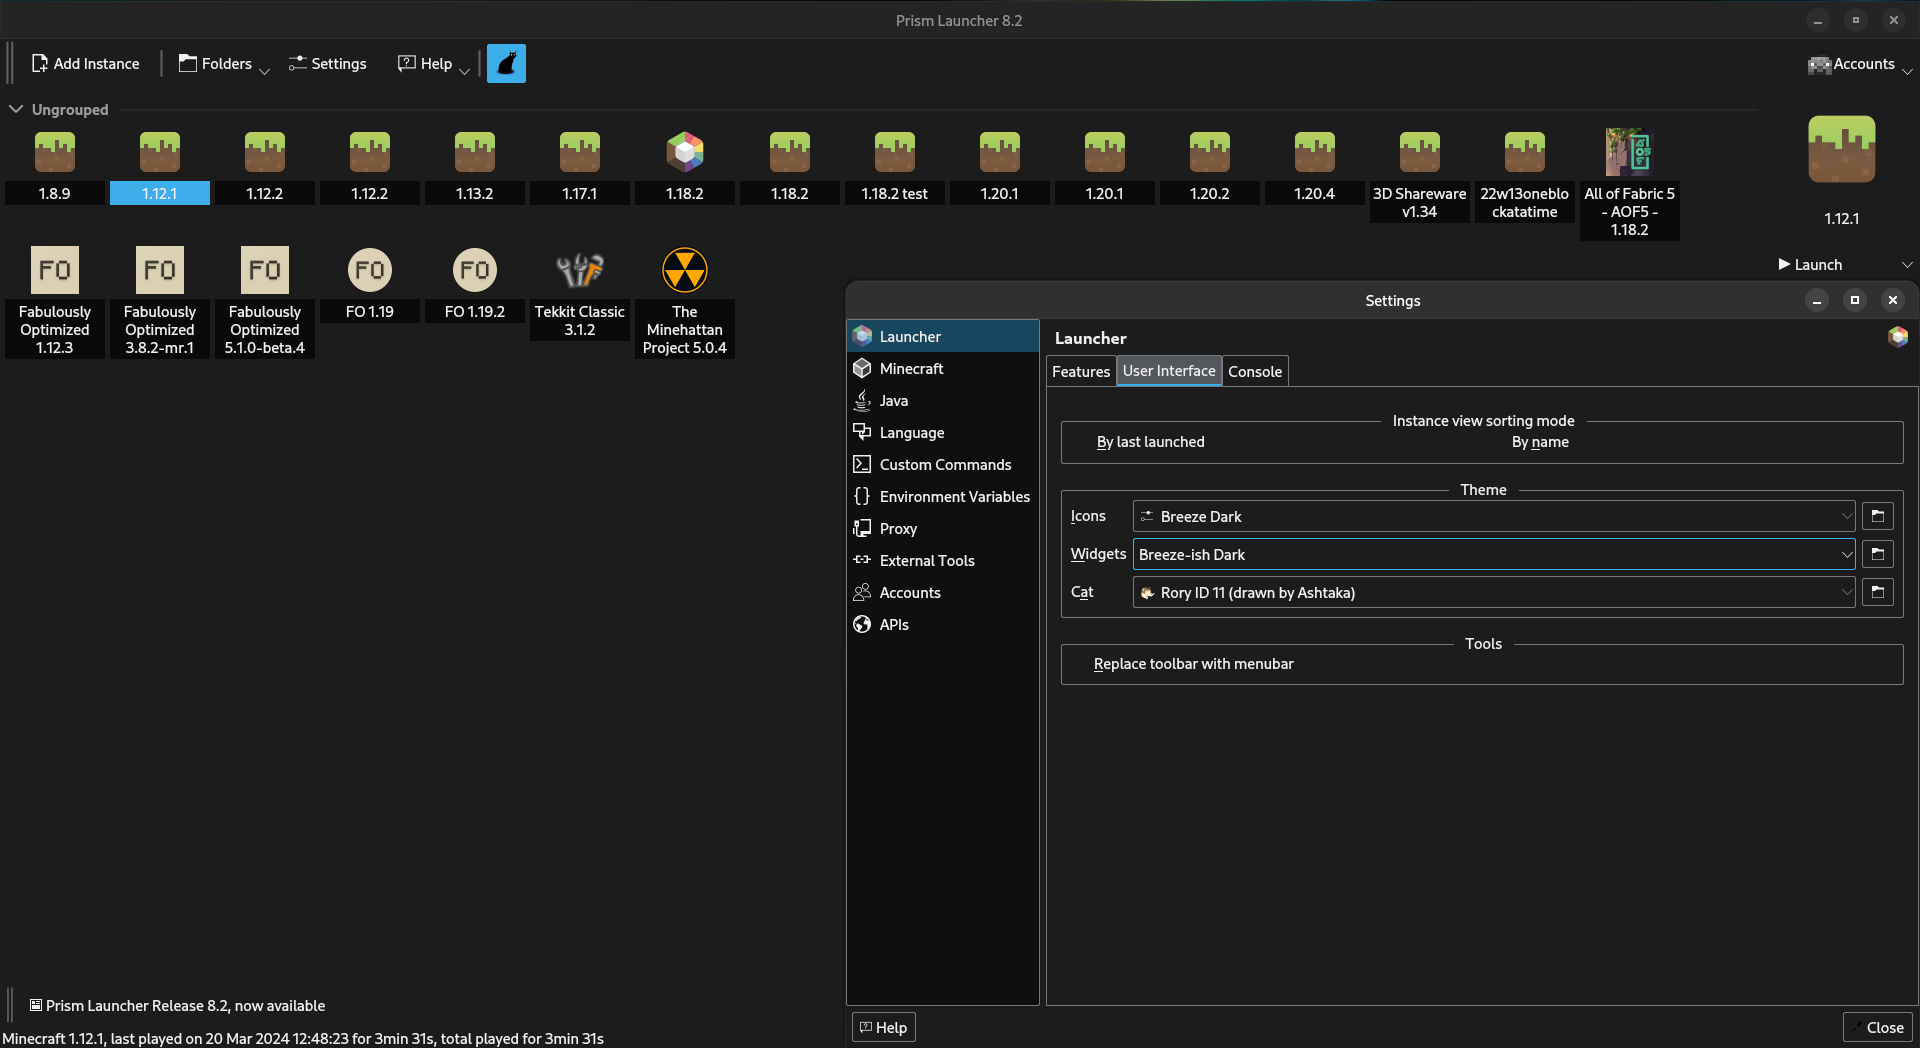 Prism Launcher 8.2
Add Instance
Folders
Settings
Help
Accounts
Ungrouped
1.8.9
1.12.1
1.12.2
1.12.2
1.13.2
1.17.1
1.18.2
1.18.2
1.18.2 test
1.20.1
1.20.1
1.20.2
1.20.4
3D Shareware
v1.34
22w13oneblo
ckatatime
All of Fabric 5
- AOF5 -
1.18.2
FO
Fabulously
Optimized
1.12.3
FO
Fabulously
Optimized
3.8.2-mr.1
FO
Fabulously
Optimized
5.1.0-beta.4
FO
FO 1.19
FO
FO 1.19.2
Tekkit Classic
3.1.2
The
Minehattan
Project 5.0.4
1.12.1
Launch
Settings
Launcher
Minecraft
Java
Language
Custom Commands
Environment Variables
Proxy
External Tools
Accounts
APIs
Launcher
Features
User Interface
Console
Instance view sorting mode
By last launched
By name
Theme
Icons
Breeze Dark
Widgets
Breeze-ish Dark
Cat
Rory ID 11 (drawn by Ashtaka)
Tools
Replace toolbar with menubar
Help
Close
Prism Launcher Release 8.2, now available
Minecraft 1.12.1, last played on 20 Mar 2024 12:48:23 for 3min 31s, total played for 3min 31s